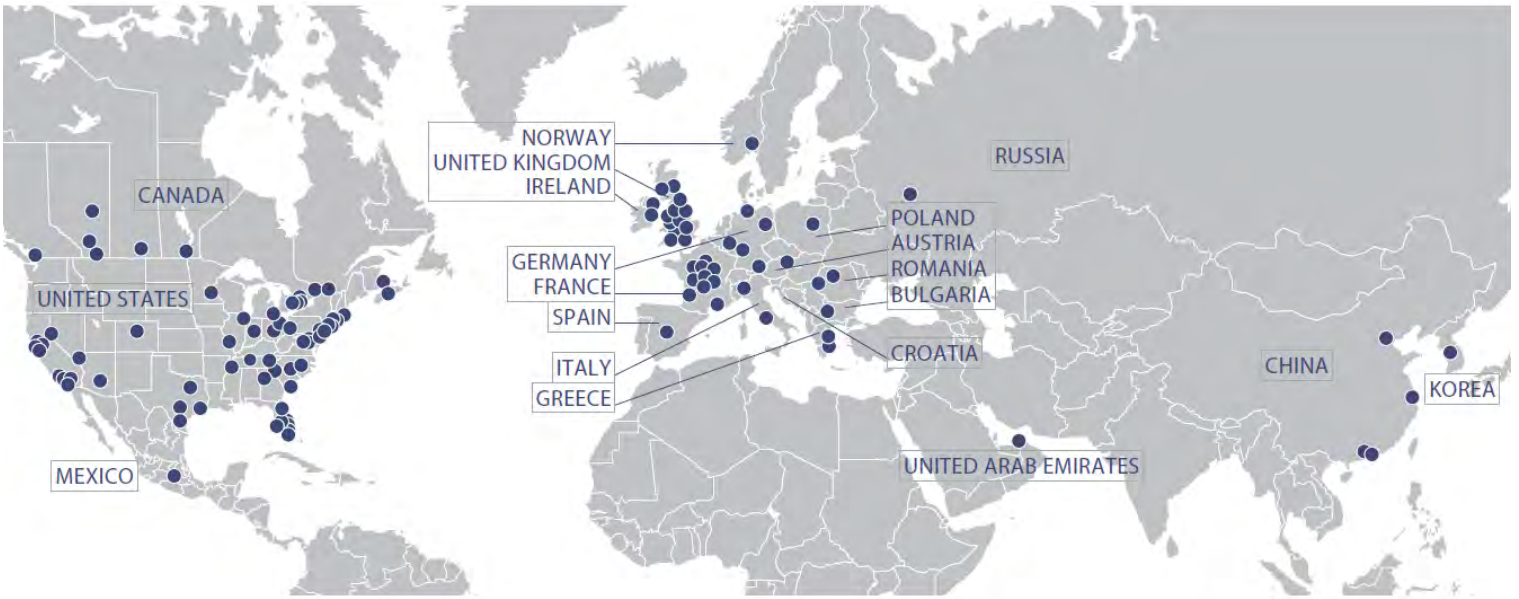 NORWAY
UNITED KINGDOM
IRELAND
RUSSIA
CANADA
POLAND
AUSTRIA
ROMANIA
BULGARIA
GERMANY
FRANCE
UNITED STATES
SPAIN
CROATIA
ITALY
GREECE
CHINA
KOREA
UNITED ARAB EMIRATES
MEXICO